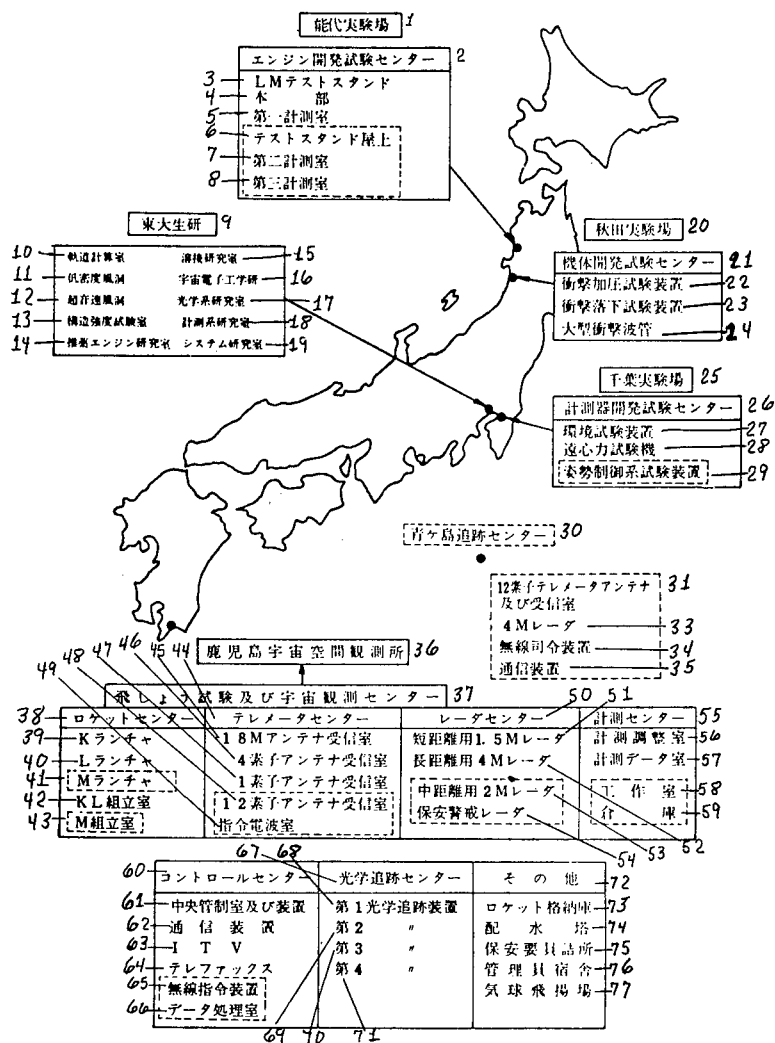 能代実験場 1
エンジン開発試験センター 2
3 LMテストスタンド
4 本部
5 第一計測室
6 テストスタンド屋上
7 第二計測室
8 第三計測室
東大生研 9
10 軌道計算室 溶接研究室 15
11 低密度風洞 宇宙電子工学研 16
12 超音速風洞 光学系研究室 17
13 構造強度試験室 計測系研究室 18
14 推薬エンジン研究室 システム研究室 19
秋田実験場 20
機体開発試験センター 21
衝撃加圧試験装置 22
衝撃落下試験装置 23
大型衝撃波管 24
千葉実験場 25
計測器開発試験センター 26
環境試験装置 27
遠心力試験機 28
姿勢制御系試験装置 29
青ケ島追跡センター 30
12素子テレメータアンテナ 31
及び受信室
4Mレーダ 33
無線司令装置 34
通信装置 35
鹿児島宇宙空間観測所 36
飛しょう試験及び宇宙観測センター 37
38 ロケットセンター
39 Kランチャ
40 Lランチャ
41 Mランチャ
42 KL組立室
43 M組立室
44 テレメータセンター
45 18Mアンテナ受信室
46 4素子アンテナ受信室
47 1素子アンテナ受信室
48 12素子アンテナ受信室
49 指令電波室
レーダセンター 50
短距離用1.5Mレーダ 51
長距離用4Mレーダ 52
中距離用2Mレーダ 53
保安警戒レーダ 54
計測センター 55
計測調整室 56
計測データ室 57
工作室 58
倉庫 59
60 コントロールセンター
61 中央管制室及び装置
62 通信装置
63 ITV
64 テレファックス
65 無線指令装置
66 データ処理室
67 光学追跡センター
68 第1光学追跡装置
69 第2 〃
70 第3 〃
71 第4 〃
その他 72
ロケット格納庫 73
配水塔 74
保安要員詰所 75
管理員宿舎 76
気球飛揚場 77